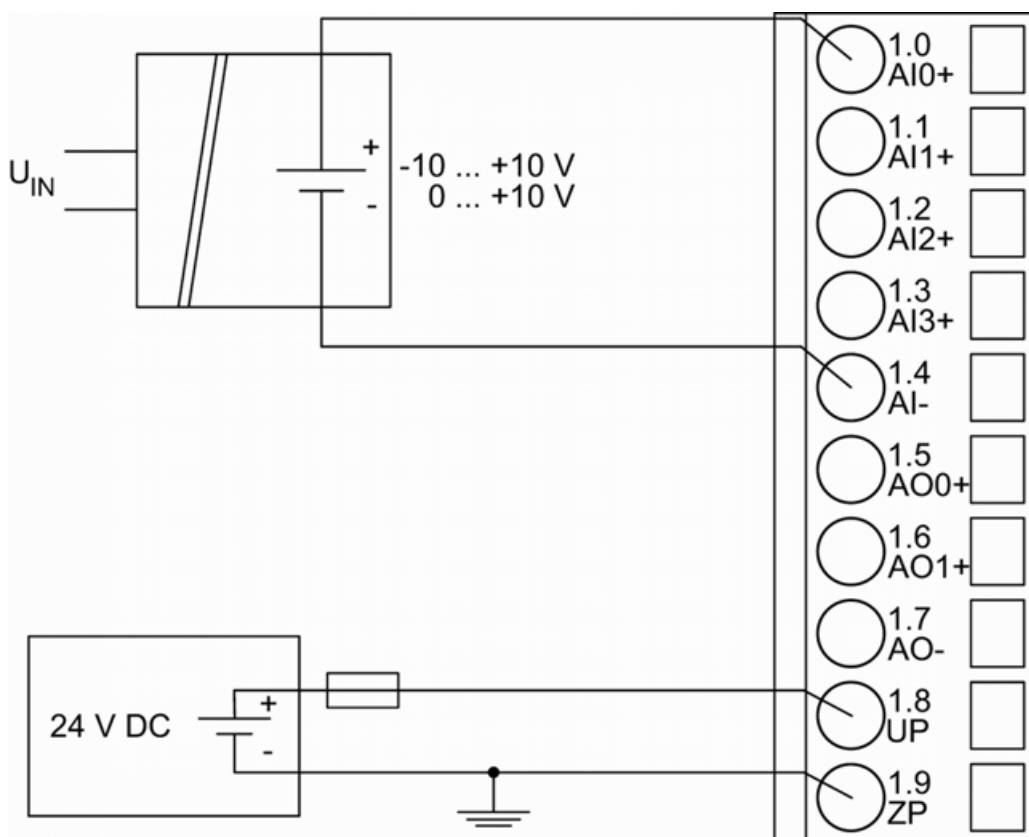 U_IN
+
-10 ... +10 V
0 ... +10 V
-
24 V DC
+
-
1.0
AI0+
1.1
AI1+
1.2
AI2+
1.3
AI3+
1.4
AI-
1.5
AO0+
1.6
AO1+
1.7
AO-
1.8
UP
1.9
ZP